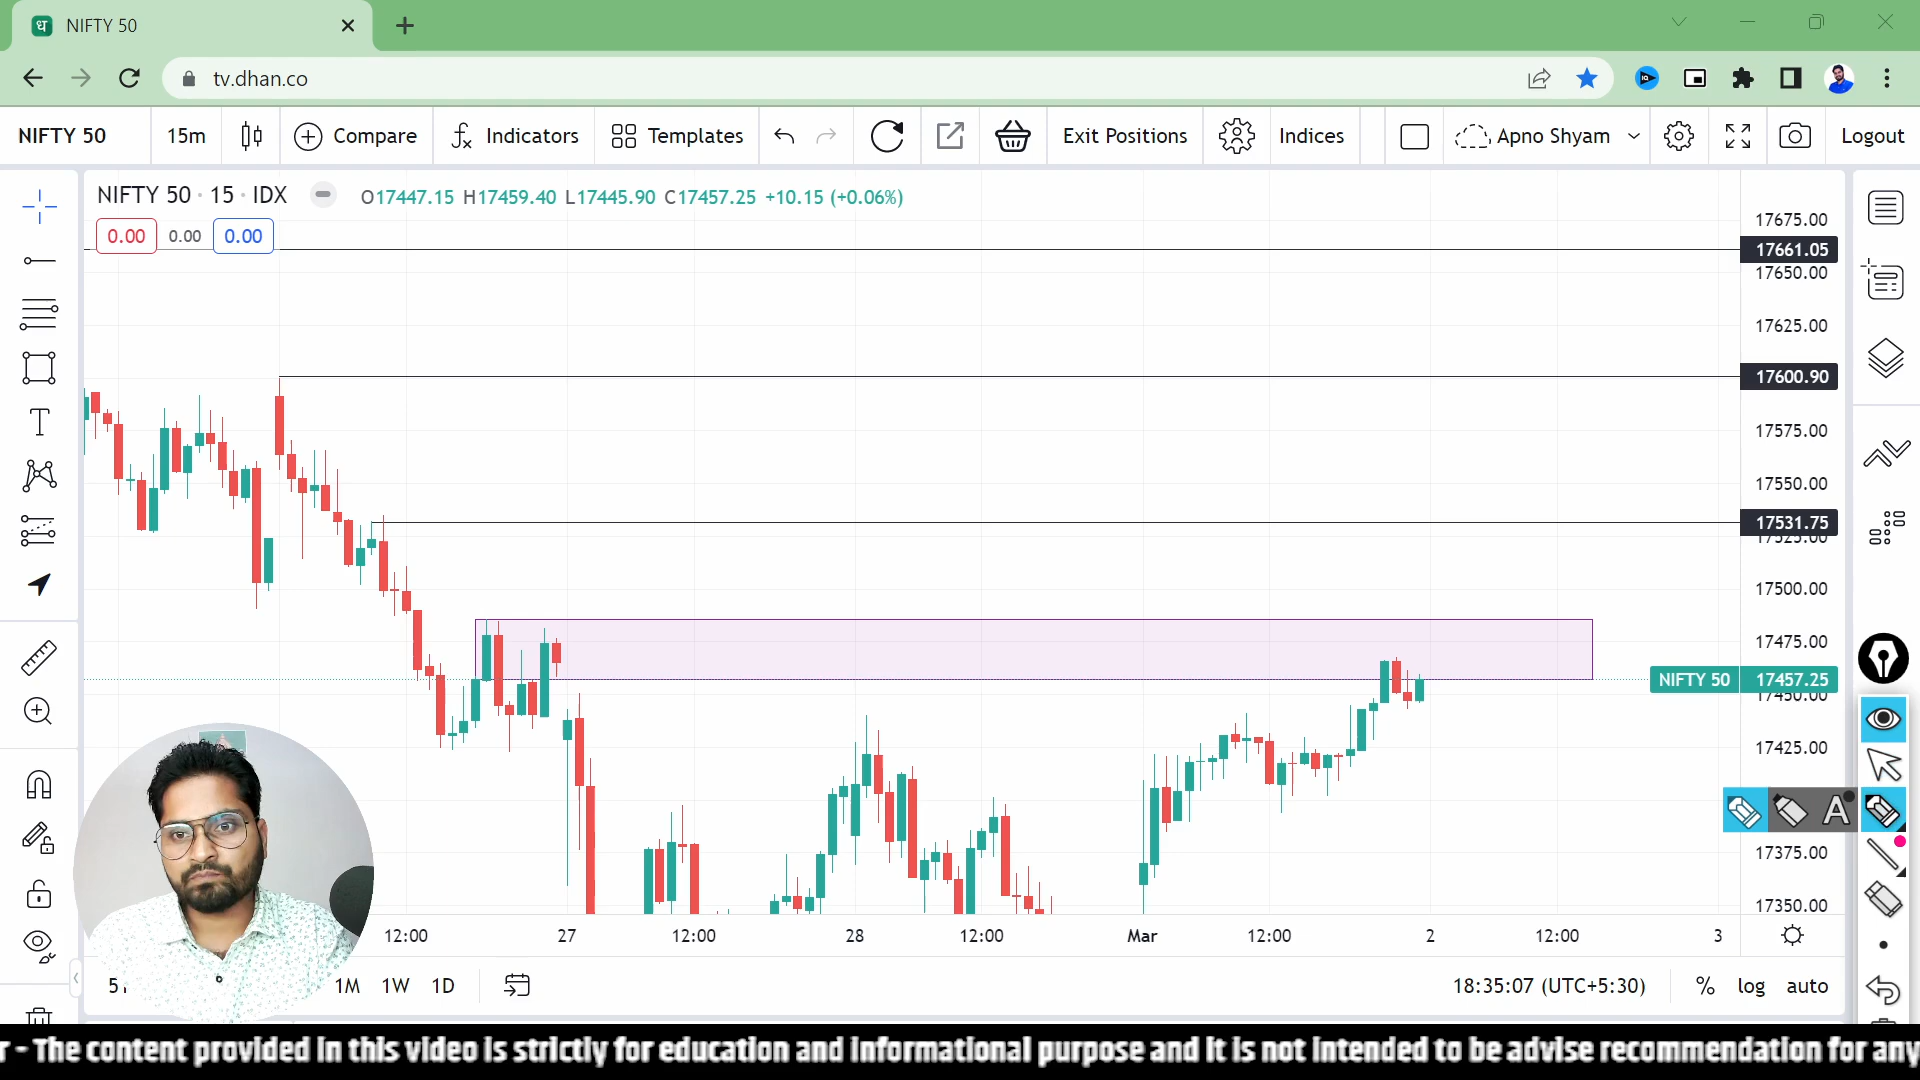 ध NIFTY 50
tv.dhan.co
NIFTY 50 15m Compare Indicators Templates Exit Positions Indices Apno Shyam Logout
NIFTY 50 · 15 · IDX O17447.15 H17459.40 L17445.90 C17457.25 +10.15 (+0.06%)
0.00 0.00 0.00
17675.00
17661.05
17650.00
17625.00
17600.90
17575.00
17550.00
17531.75
17525.00
17500.00
17475.00
NIFTY 50 17457.25
17450.00
17425.00
A
17375.00
17350.00
12:00 27 12:00 28 12:00 Mar 12:00 2 12:00 3
1M 1W 1D 18:35:07 (UTC+5:30) % log auto
r - The content provided in this video is strictly for education and informational purpose and it is not intended to be advise recommendation for any